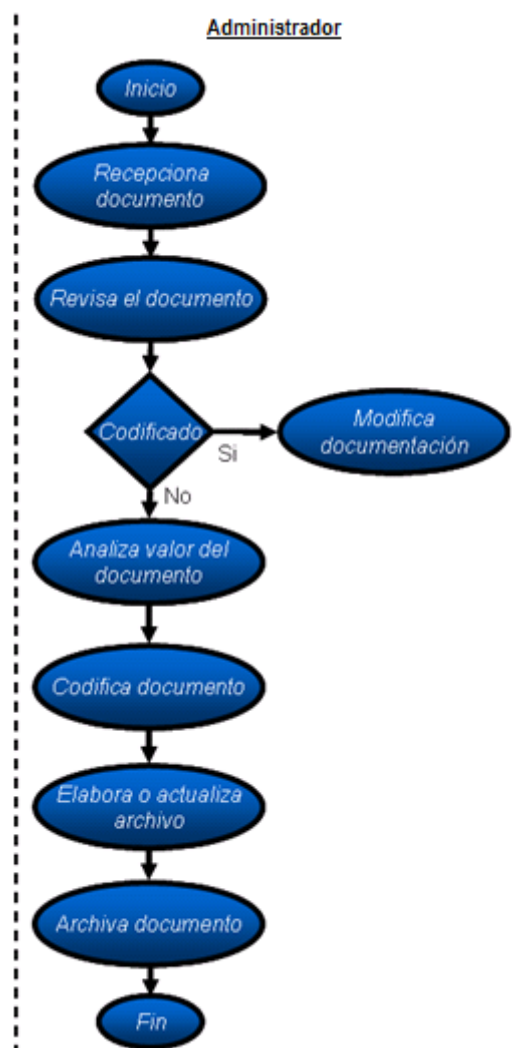 Administrador
Inicio
Recepciona
documento
Revisa el documento
Codificado
Si
Modifica
documentación
No
Analiza valor del
documento
Codifica documento
Elabora o actualiza
archivo
Archiva documento
Fin